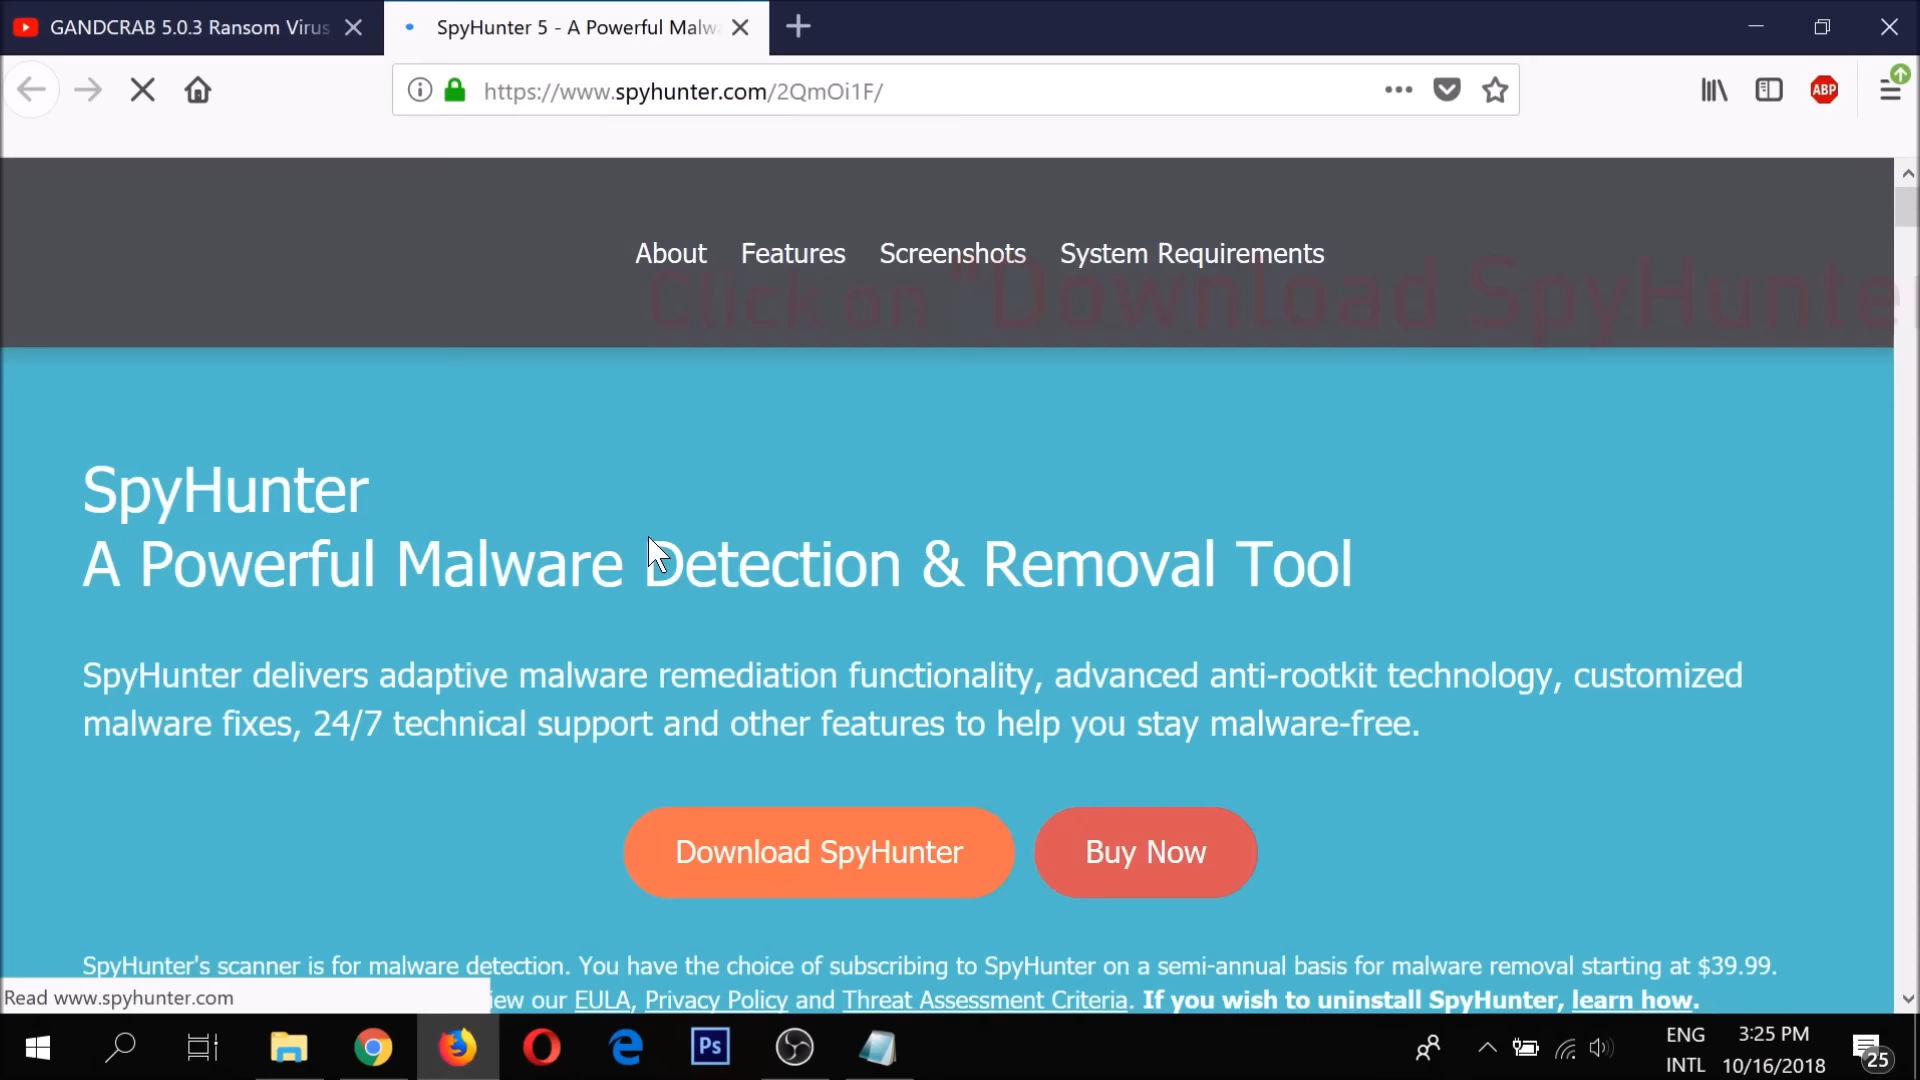 GANDCRAB 5.0.3 Ransom Virus
SpyHunter 5 - A Powerful Malw
https://www.spyhunter.com/2QmOi1F/
ABP
About Features Screenshots System Requirements
Click on "Download SpyHunte
SpyHunter
A Powerful Malware Detection & Removal Tool
SpyHunter delivers adaptive malware remediation functionality, advanced anti-rootkit technology, customized
malware fixes, 24/7 technical support and other features to help you stay malware-free.
Download SpyHunter Buy Now
SpyHunter's scanner is for malware detection. You have the choice of subscribing to SpyHunter on a semi-annual basis for malware removal starting at $39.99.
Read www.spyhunter.com
iew our EULA, Privacy Policy and Threat Assessment Criteria. If you wish to uninstall SpyHunter, learn how.
Ps
ENG 3:25 PM
INTL 10/16/2018
25